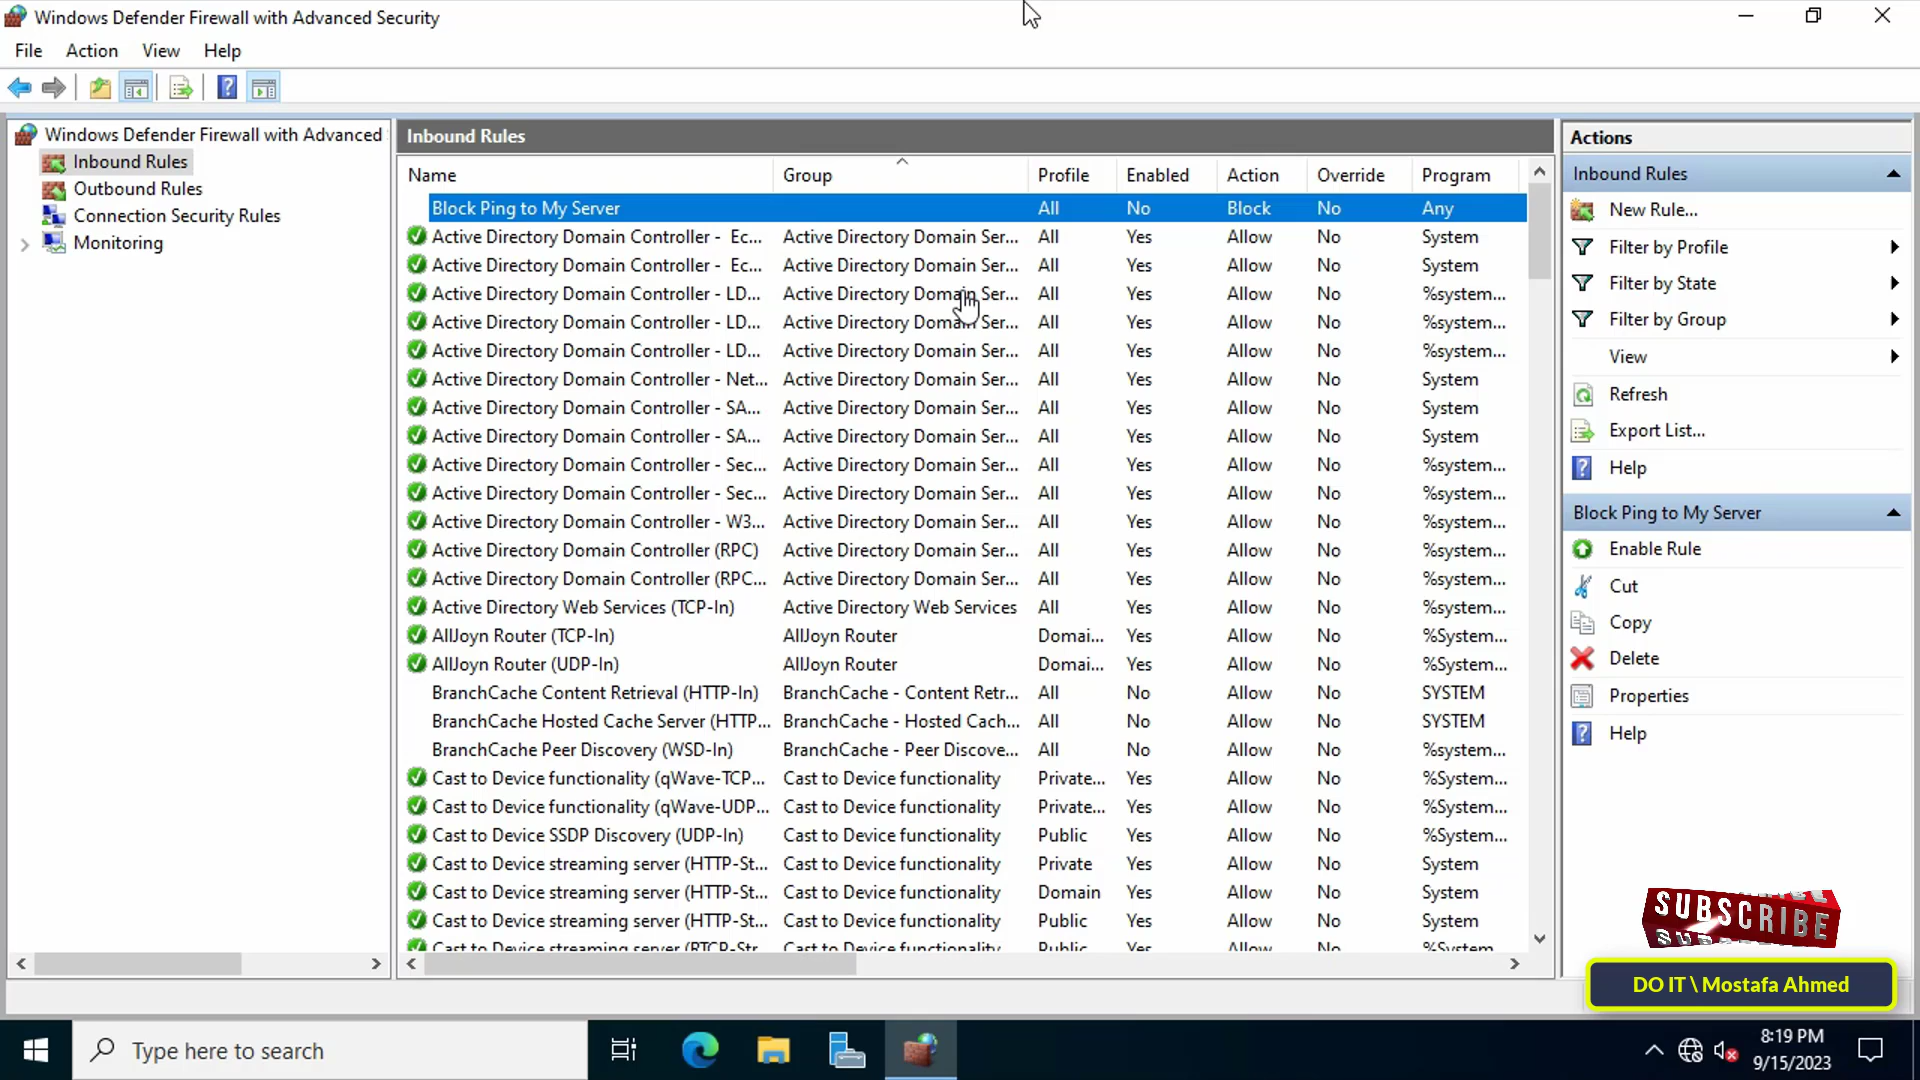 Windows Defender Firewall with Advanced Security
File Action View Help
Windows Defender Firewall with Advanced
Inbound Rules
Outbound Rules
Connection Security Rules
Monitoring
Inbound Rules
Name Group Profile Enabled Action Override Program
Block Ping to My Server All No Block No Any
Active Directory Domain Controller - Ec... Active Directory Domain Ser... All Yes Allow No System
Active Directory Domain Controller - Ec... Active Directory Domain Ser... All Yes Allow No System
Active Directory Domain Controller - LD... Active Directory Domain Ser... All Yes Allow No %system...
Active Directory Domain Controller - LD... Active Directory Domain Ser... All Yes Allow No %system...
Active Directory Domain Controller - LD... Active Directory Domain Ser... All Yes Allow No %system...
Active Directory Domain Controller - Net... Active Directory Domain Ser... All Yes Allow No System
Active Directory Domain Controller - SA... Active Directory Domain Ser... All Yes Allow No System
Active Directory Domain Controller - SA... Active Directory Domain Ser... All Yes Allow No System
Active Directory Domain Controller - Sec... Active Directory Domain Ser... All Yes Allow No %system...
Active Directory Domain Controller - Sec... Active Directory Domain Ser... All Yes Allow No %system...
Active Directory Domain Controller - W3... Active Directory Domain Ser... All Yes Allow No %system...
Active Directory Domain Controller (RPC) Active Directory Domain Ser... All Yes Allow No %system...
Active Directory Domain Controller (RPC... Active Directory Domain Ser... All Yes Allow No %system...
Active Directory Web Services (TCP-In) Active Directory Web Services All Yes Allow No %system...
AllJoyn Router (TCP-In) AllJoyn Router Domai... Yes Allow No %System...
AllJoyn Router (UDP-In) AllJoyn Router Domai... Yes Allow No %System...
BranchCache Content Retrieval (HTTP-In) BranchCache - Content Retr... All No Allow No SYSTEM
BranchCache Hosted Cache Server (HTTP... BranchCache - Hosted Cach... All No Allow No SYSTEM
BranchCache Peer Discovery (WSD-In) BranchCache - Peer Discove... All No Allow No %system...
Cast to Device functionality (qWave-TCP... Cast to Device functionality Private... Yes Allow No %System...
Cast to Device functionality (qWave-UDP... Cast to Device functionality Private... Yes Allow No %System...
Cast to Device SSDP Discovery (UDP-In) Cast to Device functionality Public Yes Allow No %System...
Cast to Device streaming server (HTTP-St... Cast to Device functionality Private Yes Allow No System
Cast to Device streaming server (HTTP-St... Cast to Device functionality Domain Yes Allow No System
Cast to Device streaming server (HTTP-St... Cast to Device functionality Public Yes Allow No System
Cast to Device streaming server (RTCP-Str... Cast to Device functionality Public Yes Allow No %System...
Actions
Inbound Rules
New Rule...
Filter by Profile
Filter by State
Filter by Group
View
Refresh
Export List...
Help
Block Ping to My Server
Enable Rule
Cut
Copy
Delete
Properties
Help
SUBSCRIBE
DO IT \ Mostafa Ahmed
Type here to search
8:19 PM
9/15/2023